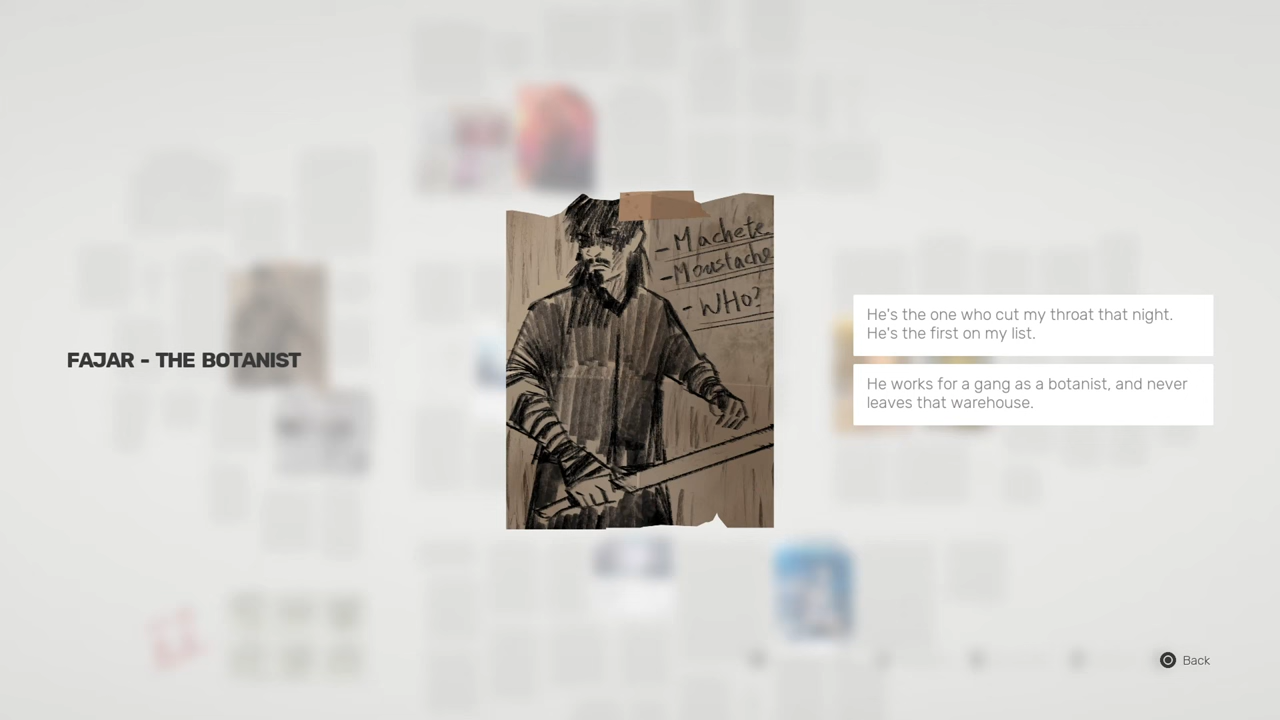 FAJAR - THE BOTANIST
- Machete
- Moustache
- WHO?
He's the one who cut my throat that night.
He's the first on my list.
He works for a gang as a botanist, and never
leaves that warehouse.
Back